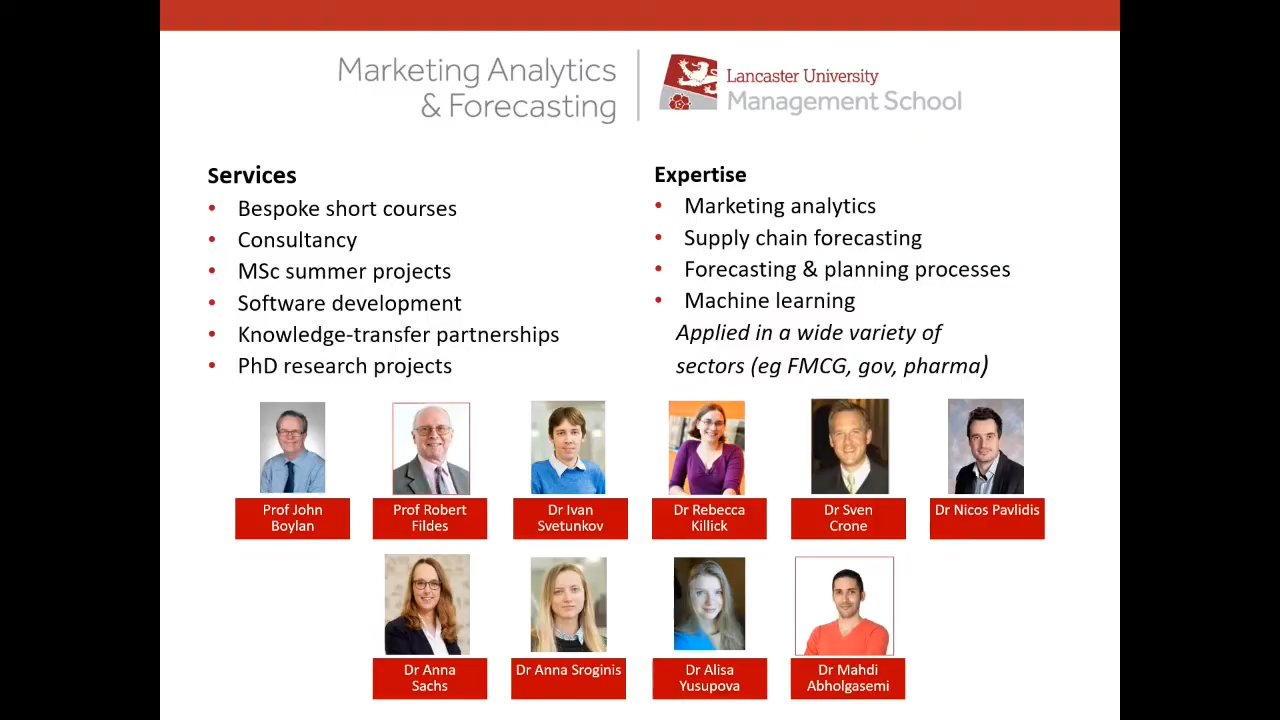 Marketing Analytics
& Forecasting
Lancaster University
Management School
Services
• Bespoke short courses
• Consultancy
• MSc summer projects
• Software development
• Knowledge-transfer partnerships
• PhD research projects
Expertise
• Marketing analytics
• Supply chain forecasting
• Forecasting & planning processes
• Machine learning
Applied in a wide variety of
sectors (eg FMCG, gov, pharma)
Prof John
Boylan
Prof Robert
Fildes
Dr Ivan
Svetunkov
Dr Rebecca
Killick
Dr Sven
Crone
Dr Nicos Pavlidis
Dr Anna
Sachs
Dr Anna Sroginis
Dr Alisa
Yusupova
Dr Mahdi
Abholgasemi